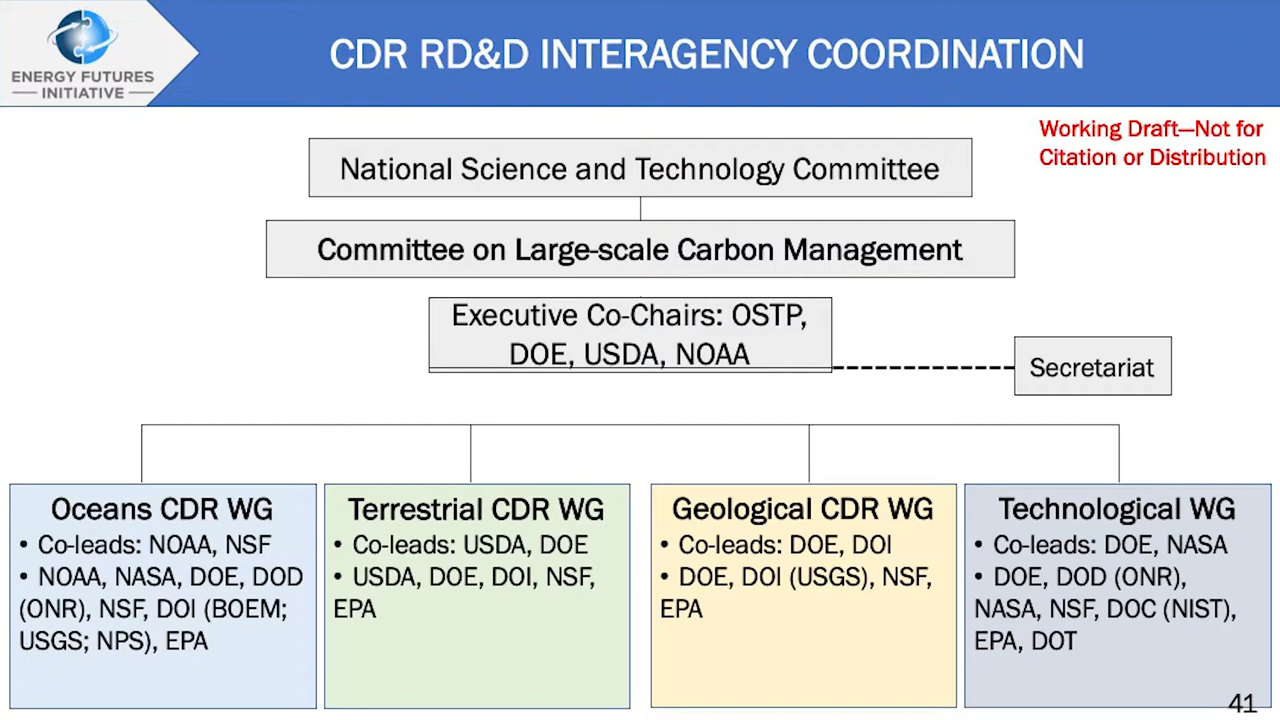 ENERGY FUTURES
INITIATIVE
CDR RD&D INTERAGENCY COORDINATION
Working Draft—Not for
Citation or Distribution
National Science and Technology Committee
Committee on Large-scale Carbon Management
Executive Co-Chairs: OSTP,
DOE, USDA, NOAA
Secretariat
Oceans CDR WG
• Co-leads: NOAA, NSF
• NOAA, NASA, DOE, DOD
(ONR), NSF, DOI (BOEM;
USGS; NPS), EPA
Terrestrial CDR WG
• Co-leads: USDA, DOE
• USDA, DOE, DOI, NSF,
EPA
Geological CDR WG
• Co-leads: DOE, DOI
• DOE, DOI (USGS), NSF,
EPA
Technological WG
• Co-leads: DOE, NASA
• DOE, DOD (ONR),
NASA, NSF, DOC (NIST),
EPA, DOT
41